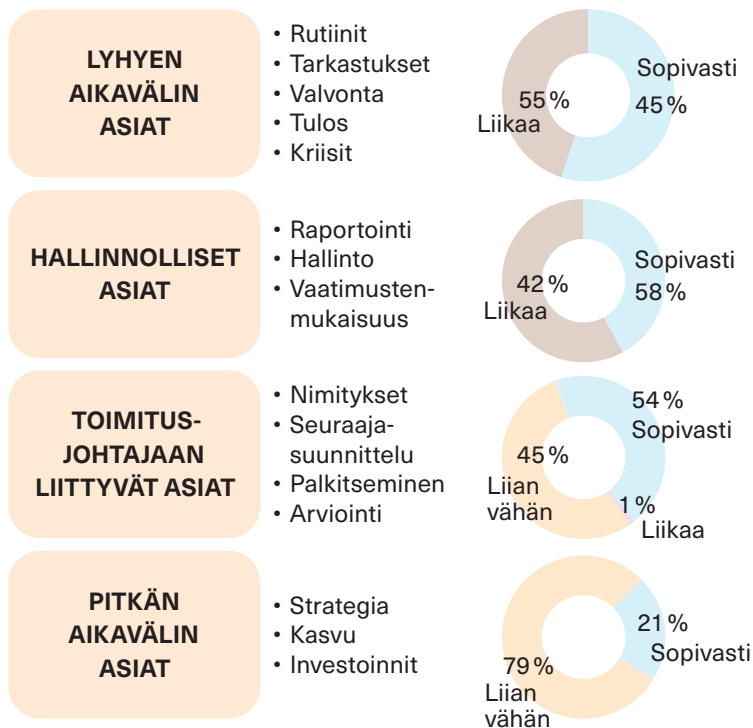 LYHYEN
AIKAVÄLIN
ASIAT
• Rutiinit
• Tarkastukset
• Valvonta
• Tulos
• Kriisit
55 %
Liikaa
Sopivasti
45 %
HALLINNOLLISET
ASIAT
• Raportointi
• Hallinto
• Vaatimusten-
mukaisuus
42 %
Liikaa
Sopivasti
58 %
TOIMITUS-
JOHTAJAAN
LIITTYVÄT ASIAT
• Nimitykset
• Seuraaja-
suunnittelu
• Palkitseminen
• Arviointi
45 %
Liian
vähän
54 %
Sopivasti
1 %
Liikaa
PITKÄN
AIKAVÄLIN
ASIAT
• Strategia
• Kasvu
• Investoinnit
79 %
Liian
vähän
21 %
Sopivasti